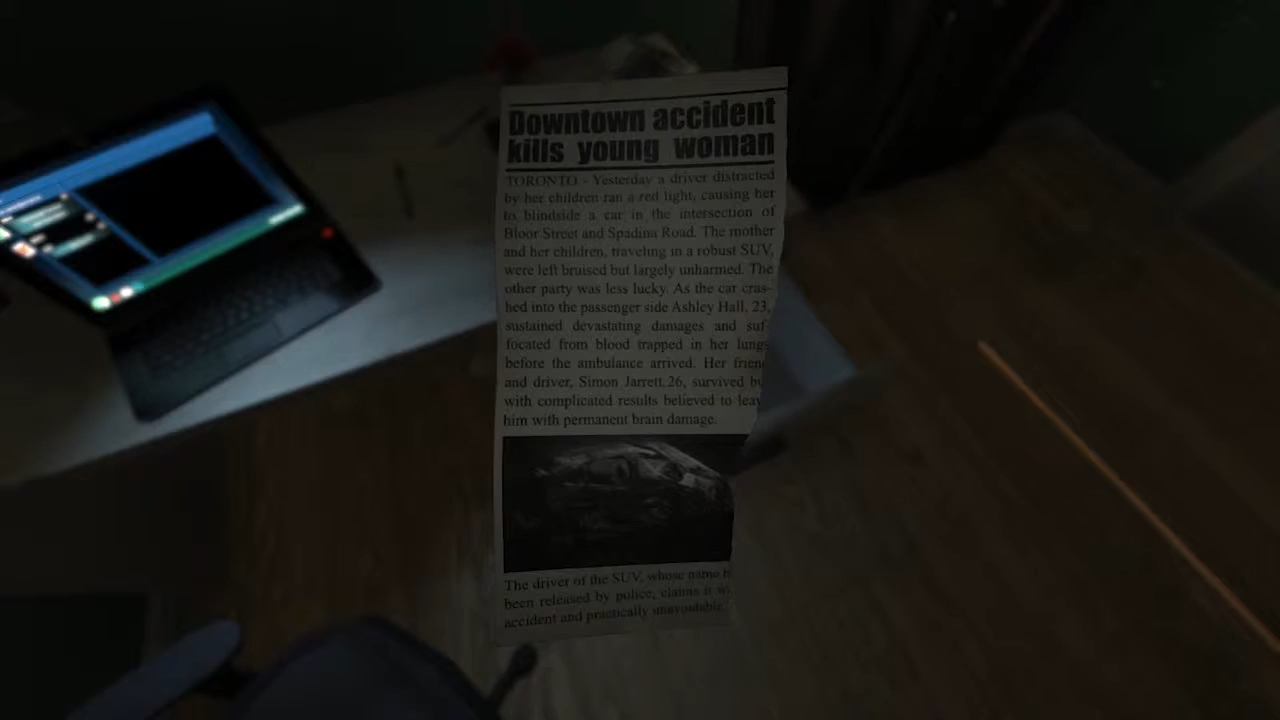 Downtown accident
kills young woman
TORONTO - Yesterday a driver distracted
by her children ran a red light, causing her
to blindside a car in the intersection of
Bloor Street and Spadina Road. The mother
and her children, traveling in a robust SUV,
were left bruised but largely unharmed. The
other party was less lucky. As the car cras-
hed into the passenger side Ashley Hall, 23,
sustained devastating damages and suf-
focated from blood trapped in her lungs
before the ambulance arrived. Her frien
and driver, Simon Jarrett,26, survived bu
with complicated results believed to leav
him with permanent brain damage.
The driver of the SUV, whose name h
been released by police, claims it w
accident and practically unavoidable.